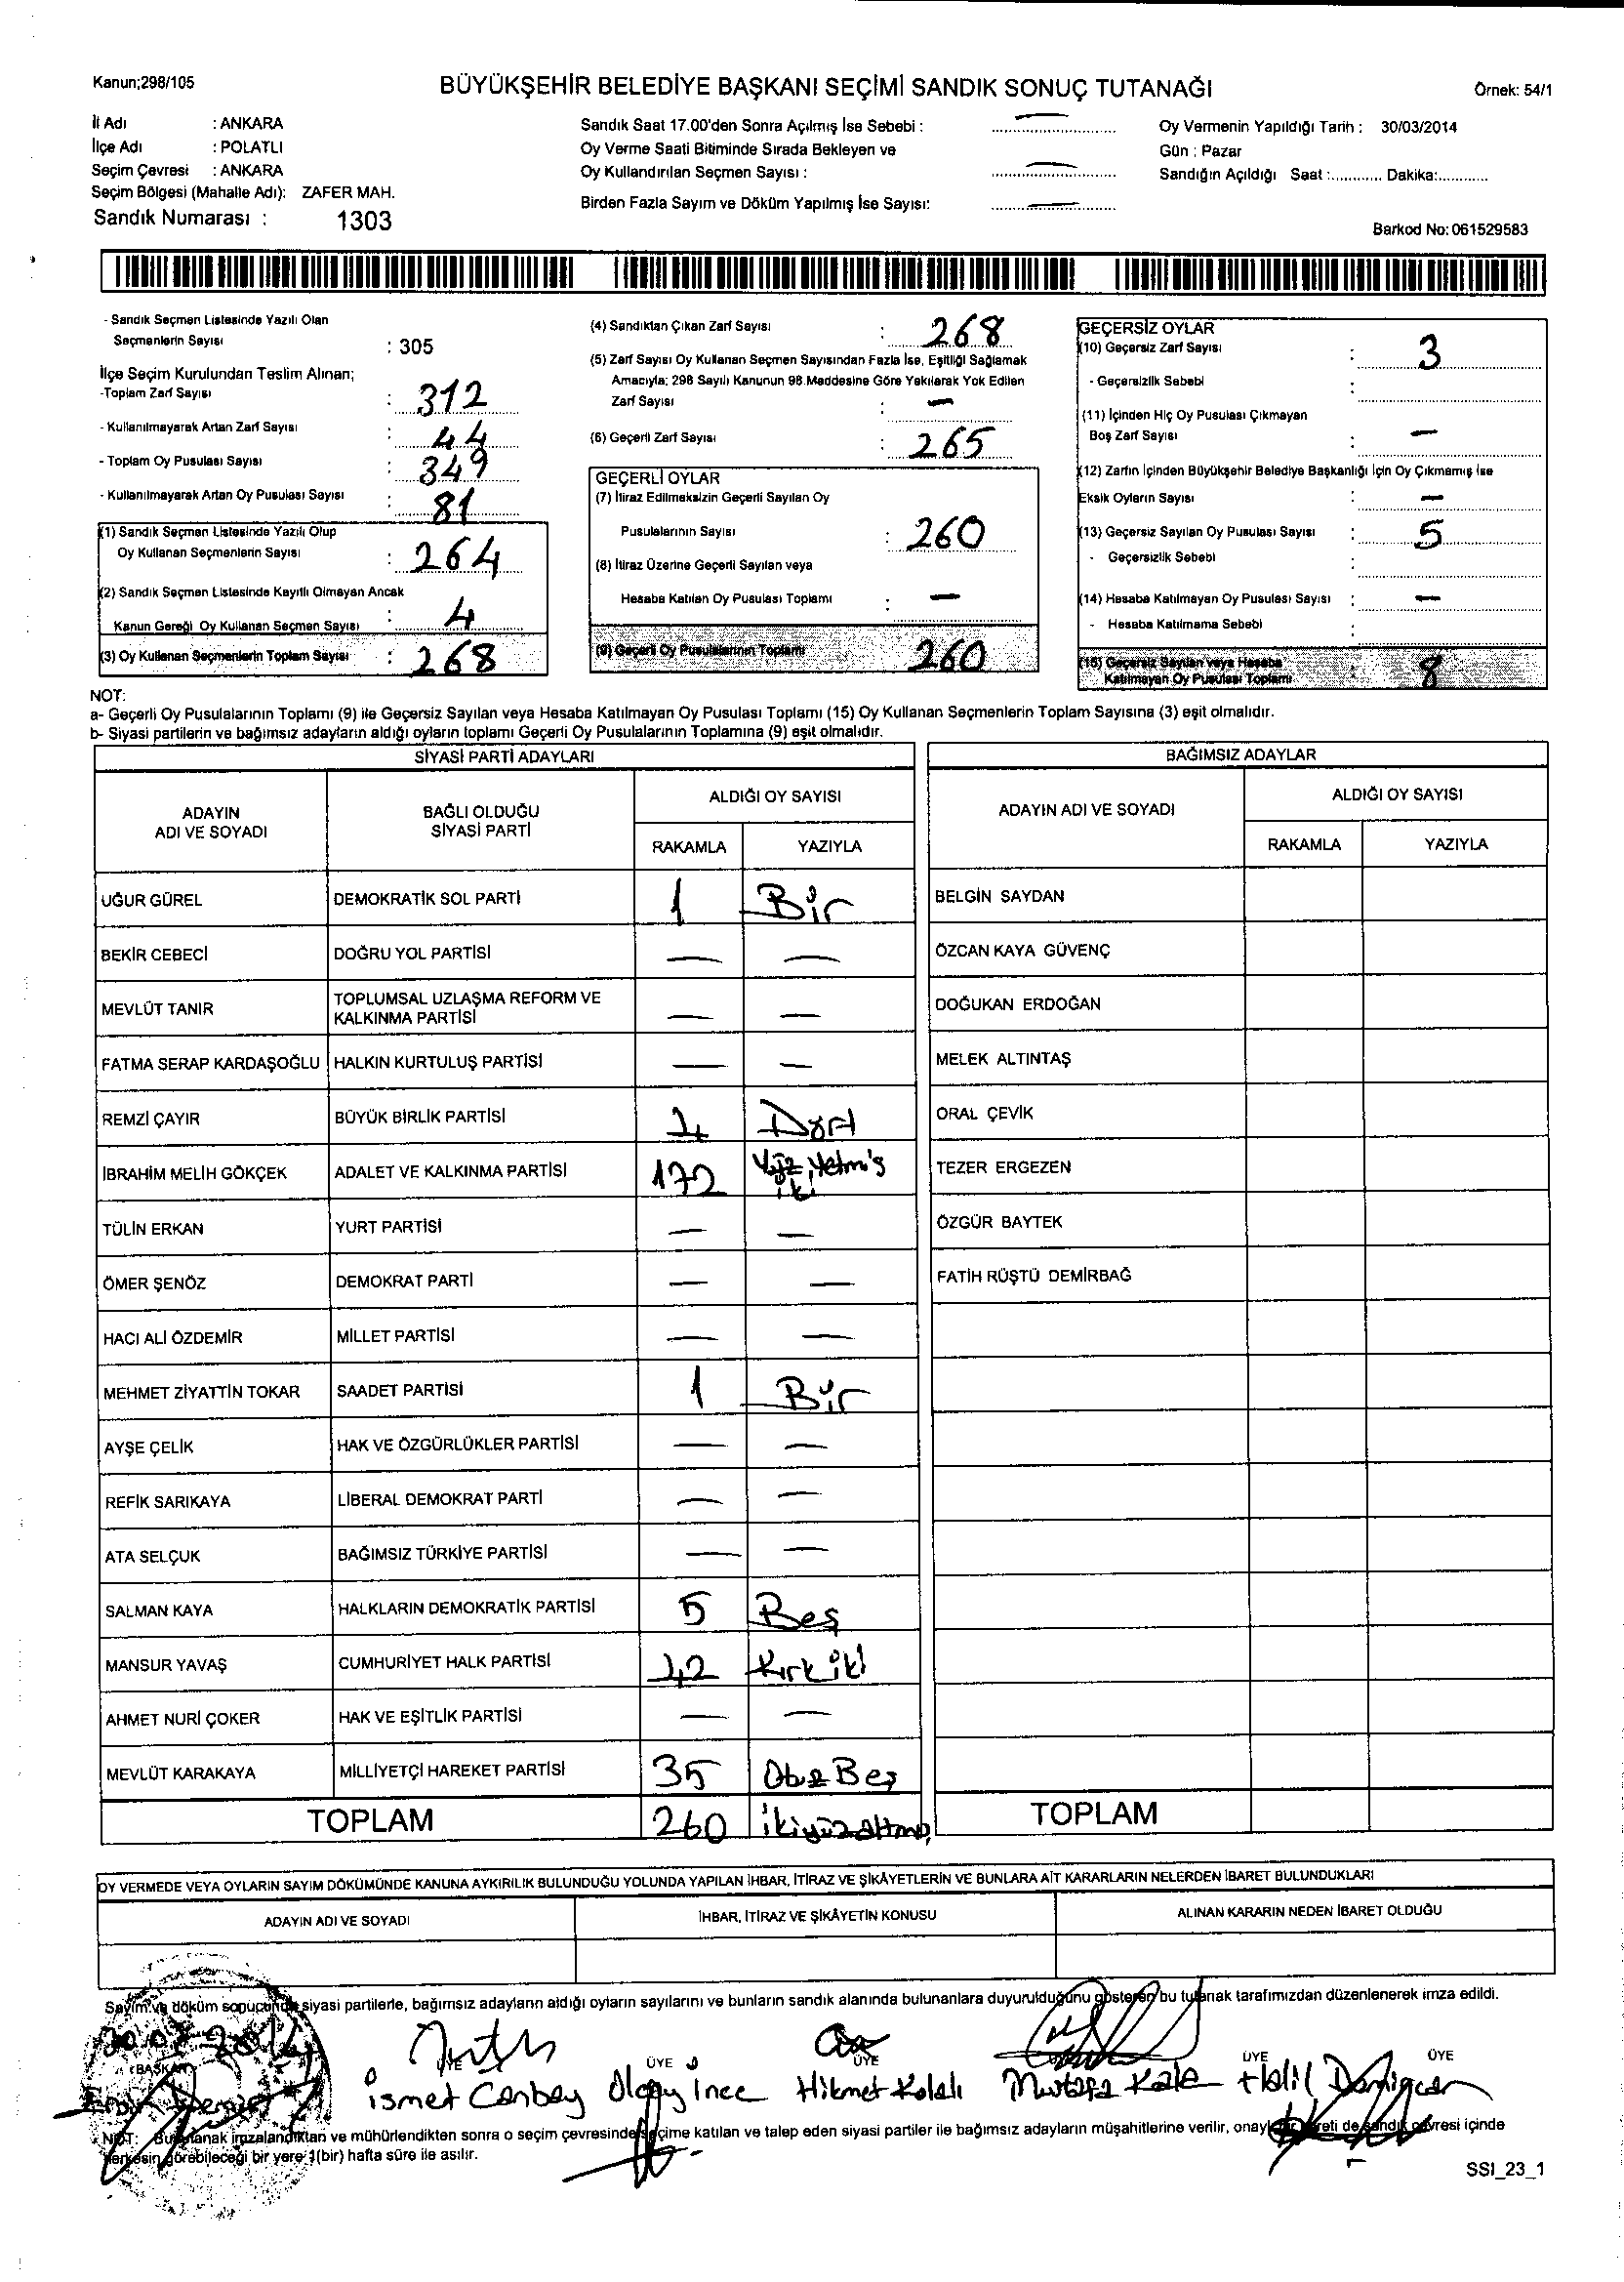 Kanun;298/105
BÜYÜKŞEHİR BELEDİYE BAŞKANI SEÇİMİ SANDIK SONUÇ TUTANAĞI
Örnek: 54/1
İl Adı : ANKARA
İlçe Adı : POLATLI
Seçim Çevresi : ANKARA
Seçim Bölgesi (Mahalle Adı): ZAFER MAH.
Sandık Numarası : 1303
Sandık Saat 17.00'den Sonra Açılmış İse Sebebi : —
Oy Verme Saati Bitiminde Sırada Bekleyen ve
Oy Kullandırılan Seçmen Sayısı : —
Birden Fazla Sayım ve Döküm Yapılmış İse Sayısı: —
Oy Vermenin Yapıldığı Tarih : 30/03/2014
Gün : Pazar
Sandığın Açıldığı Saat :............ Dakika:............
Barkod No: 061529583
- Sandık Seçmen Listesinde Yazılı Olan
Seçmenlerin Sayısı : 305
İlçe Seçim Kurulundan Teslim Alınan;
-Toplam Zarf Sayısı : 312
- Kullanılmayarak Artan Zarf Sayısı : 44
- Toplam Oy Pusulası Sayısı : 349
- Kullanılmayarak Artan Oy Pusulası Sayısı : 81
(1) Sandık Seçmen Listesinde Yazılı Olup
Oy Kullanan Seçmenlerin Sayısı : 264
(2) Sandık Seçmen Listesinde Kayıtlı Olmayan Ancak
Kanun Gereği Oy Kullanan Seçmen Sayısı : 4
(3) Oy Kullanan Seçmenlerin Toplam Sayısı : 268
(4) Sandıktan Çıkan Zarf Sayısı : 268
(5) Zarf Sayısı Oy Kullanan Seçmen Sayısından Fazla İse, Eşitliği Sağlamak
Amacıyla; 298 Sayılı Kanunun 98.Maddesine Göre Yakılarak Yok Edilen
Zarf Sayısı : —
(6) Geçerli Zarf Sayısı : 265
GEÇERLİ OYLAR
(7) İtiraz Edilmeksizin Geçerli Sayılan Oy
Pusulalarının Sayısı : 260
(8) İtiraz Üzerine Geçerli Sayılan veya
Hesaba Katılan Oy Pusulası Toplamı : —
(9) Geçerli Oy Pusulalarının Toplamı 260
GEÇERSİZ OYLAR
(10) Geçersiz Zarf Sayısı : 3
- Geçersizlik Sebebi :
(11) İçinden Hiç Oy Pusulası Çıkmayan
Boş Zarf Sayısı : —
(12) Zarfın İçinden Büyükşehir Belediye Başkanlığı İçin Oy Çıkmamış İse
Eksik Oyların Sayısı : —
(13) Geçersiz Sayılan Oy Pusulası Sayısı : 5
- Geçersizlik Sebebi :
(14) Hesaba Katılmayan Oy Pusulası Sayısı : —
- Hesaba Katılmama Sebebi :
(15) Geçersiz Sayılan veya Hesaba
Katılmayan Oy Pusulası Toplamı : 8
NOT:
a- Geçerli Oy Pusulalarının Toplamı (9) ile Geçersiz Sayılan veya Hesaba Katılmayan Oy Pusulası Toplamı (15) Oy Kullanan Seçmenlerin Toplam Sayısına (3) eşit olmalıdır.
b- Siyasi partilerin ve bağımsız adayların aldığı oyların toplamı Geçerli Oy Pusulalarının Toplamına (9) eşit olmalıdır.
SİYASİ PARTİ ADAYLARI
ADAYIN ADI VE SOYADI
BAĞLI OLDUĞU SİYASİ PARTİ
ALDIĞI OY SAYISI
RAKAMLA YAZIYLA
UĞUR GÜREL DEMOKRATİK SOL PARTİ 1 Bir
BEKİR CEBECİ DOĞRU YOL PARTİSİ — —
MEVLÜT TANIR TOPLUMSAL UZLAŞMA REFORM VE KALKINMA PARTİSİ — —
FATMA SERAP KARDAŞOĞLU HALKIN KURTULUŞ PARTİSİ — —
REMZİ ÇAYIR BÜYÜK BİRLİK PARTİSİ 4 Dört
İBRAHİM MELİH GÖKÇEK ADALET VE KALKINMA PARTİSİ 172 Yüz Yetmiş iki
TÜLİN ERKAN YURT PARTİSİ — —
ÖMER ŞENÖZ DEMOKRAT PARTİ — —
HACI ALİ ÖZDEMİR MİLLET PARTİSİ — —
MEHMET ZİYATTİN TOKAR SAADET PARTİSİ 1 Bir
AYŞE ÇELİK HAK VE ÖZGÜRLÜKLER PARTİSİ — —
REFİK SARIKAYA LİBERAL DEMOKRAT PARTİ — —
ATA SELÇUK BAĞIMSIZ TÜRKİYE PARTİSİ — —
SALMAN KAYA HALKLARIN DEMOKRATİK PARTİSİ 5 Beş
MANSUR YAVAŞ CUMHURİYET HALK PARTİSİ 42 Kırk iki
AHMET NURİ ÇOKER HAK VE EŞİTLİK PARTİSİ — —
MEVLÜT KARAKAYA MİLLİYETÇİ HAREKET PARTİSİ 35 Otuz Beş
TOPLAM 260 ikiyüzaltmış
BAĞIMSIZ ADAYLAR
ADAYIN ADI VE SOYADI
ALDIĞI OY SAYISI
RAKAMLA YAZIYLA
BELGİN SAYDAN
ÖZCAN KAYA GÜVENÇ
DOĞUKAN ERDOĞAN
MELEK ALTINTAŞ
ORAL ÇEVİK
TEZER ERGEZEN
ÖZGÜR BAYTEK
FATİH RÜŞTÜ DEMİRBAĞ
TOPLAM
OY VERMEDE VEYA OYLARIN SAYIM DÖKÜMÜNDE KANUNA AYKIRILIK BULUNDUĞU YOLUNDA YAPILAN İHBAR, İTİRAZ VE ŞİKÂYETLERİN VE BUNLARA AİT KARARLARIN NELERDEN İBARET BULUNDUKLARI
ADAYIN ADI VE SOYADI İHBAR, İTİRAZ VE ŞİKÂYETİN KONUSU ALINAN KARARIN NEDEN İBARET OLDUĞU
Sayım ve döküm sonucunda siyasi partilerle, bağımsız adayların aldığı oyların sayılarını ve bunların sandık alanında bulunanlara duyurulduğunu gösteren bu tutanak tarafımızdan düzenlenerek imza edildi.
BAŞKAN ÜYE ÜYE ÜYE ÜYE
ismet Canbay Olgay ince Hikmet Kolalı Mustafa Kale Halil
NOT: Bu tutanak imzalandıktan ve mühürlendikten sonra o seçim çevresinde seçime katılan ve talep eden siyasi partiler ile bağımsız adayların müşahitlerine verilir, onaylı bir sureti de sandık çevresi içinde
herkesin görebileceği bir yere 1(bir) hafta süre ile asılır.
SSI_23_1